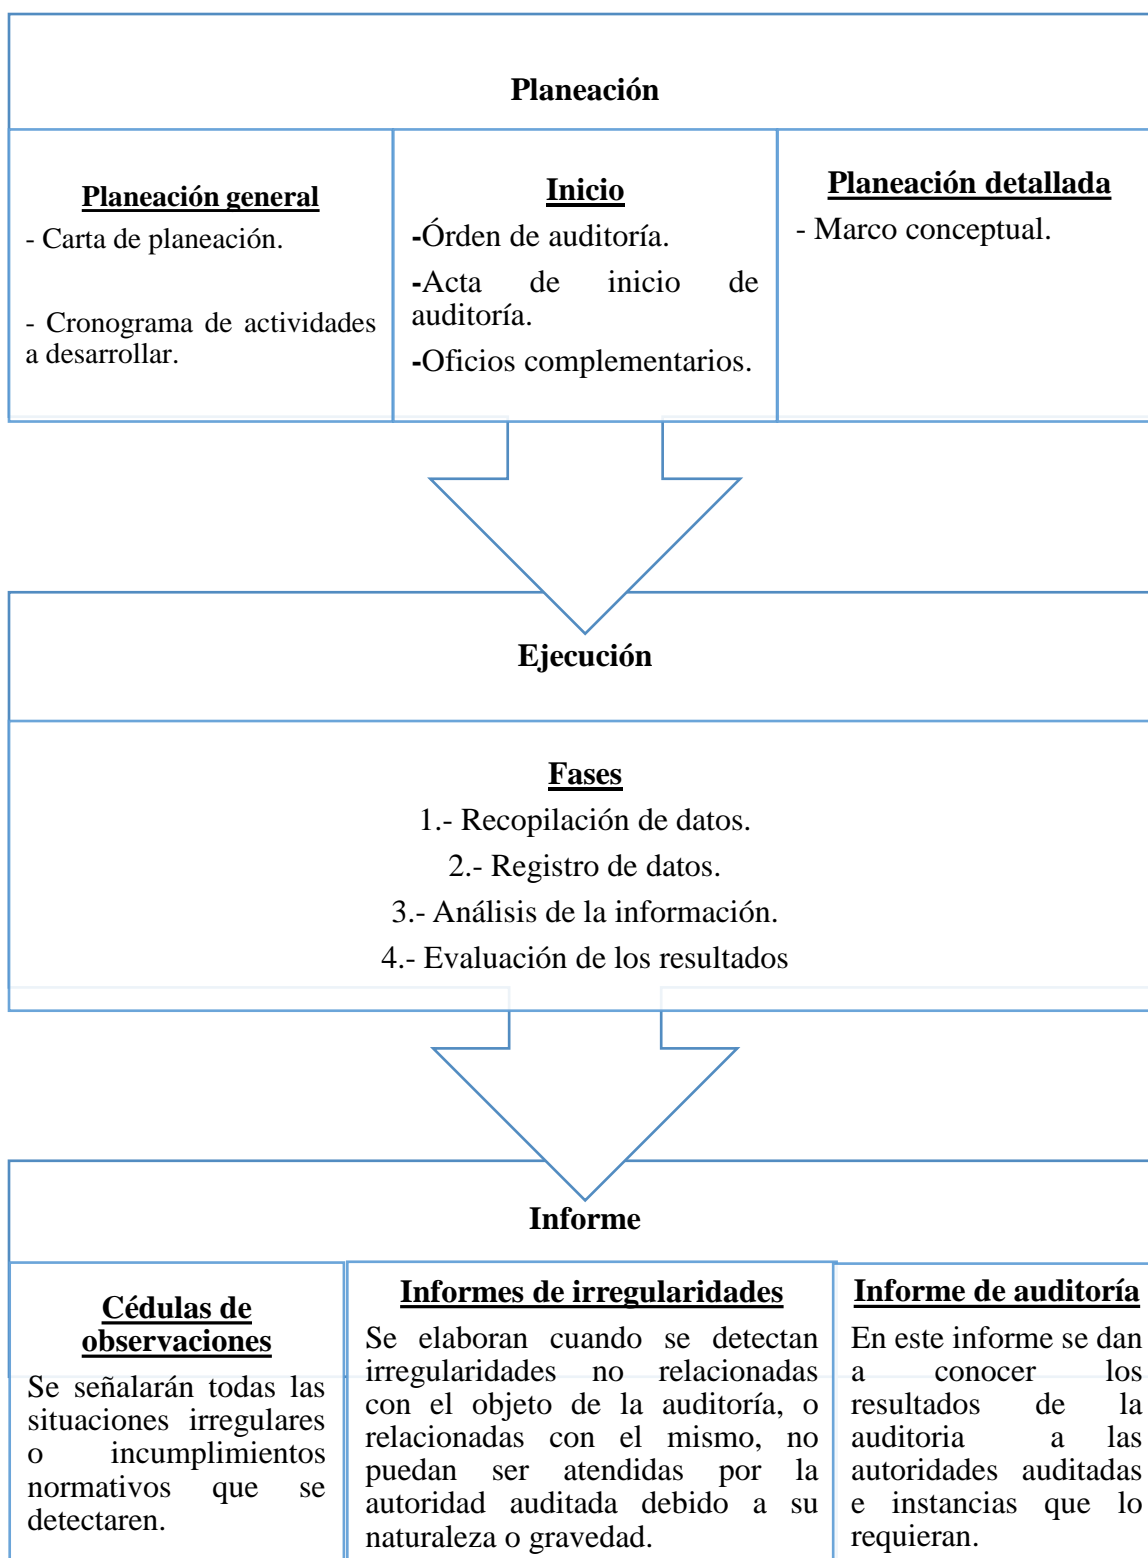 Planeación
Planeación general
- Carta de planeación.
- Cronograma de actividades
a desarrollar.
Inicio
-Órden de auditoría.
-Acta de inicio de
auditoría.
-Oficios complementarios.
Planeación detallada
- Marco conceptual.
Ejecución
Fases
1.- Recopilación de datos.
2.- Registro de datos.
3.- Análisis de la información.
4.- Evaluación de los resultados
Informe
Cédulas de
observaciones
Se señalarán todas las
situaciones irregulares
o incumplimientos
normativos que se
detectaren.
Informes de irregularidades
Se elaboran cuando se detectan
irregularidades no relacionadas
con el objeto de la auditoría, o
relacionadas con el mismo, no
puedan ser atendidas por la
autoridad auditada debido a su
naturaleza o gravedad.
Informe de auditoría
En este informe se dan
a conocer los
resultados de la
auditoria a las
autoridades auditadas
e instancias que lo
requieran.